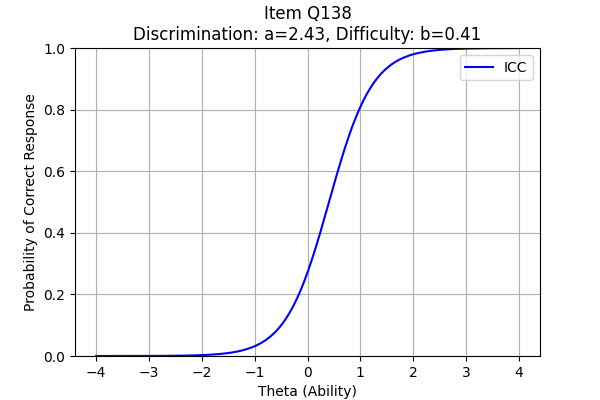 Item Q138
Discrimination: a=2.43, Difficulty: b=0.41
ICC
Probability of Correct Response
1.0
0.8
0.6
0.4
0.2
0.0
−4 −3 −2 −1 0 1 2 3 4
Theta (Ability)